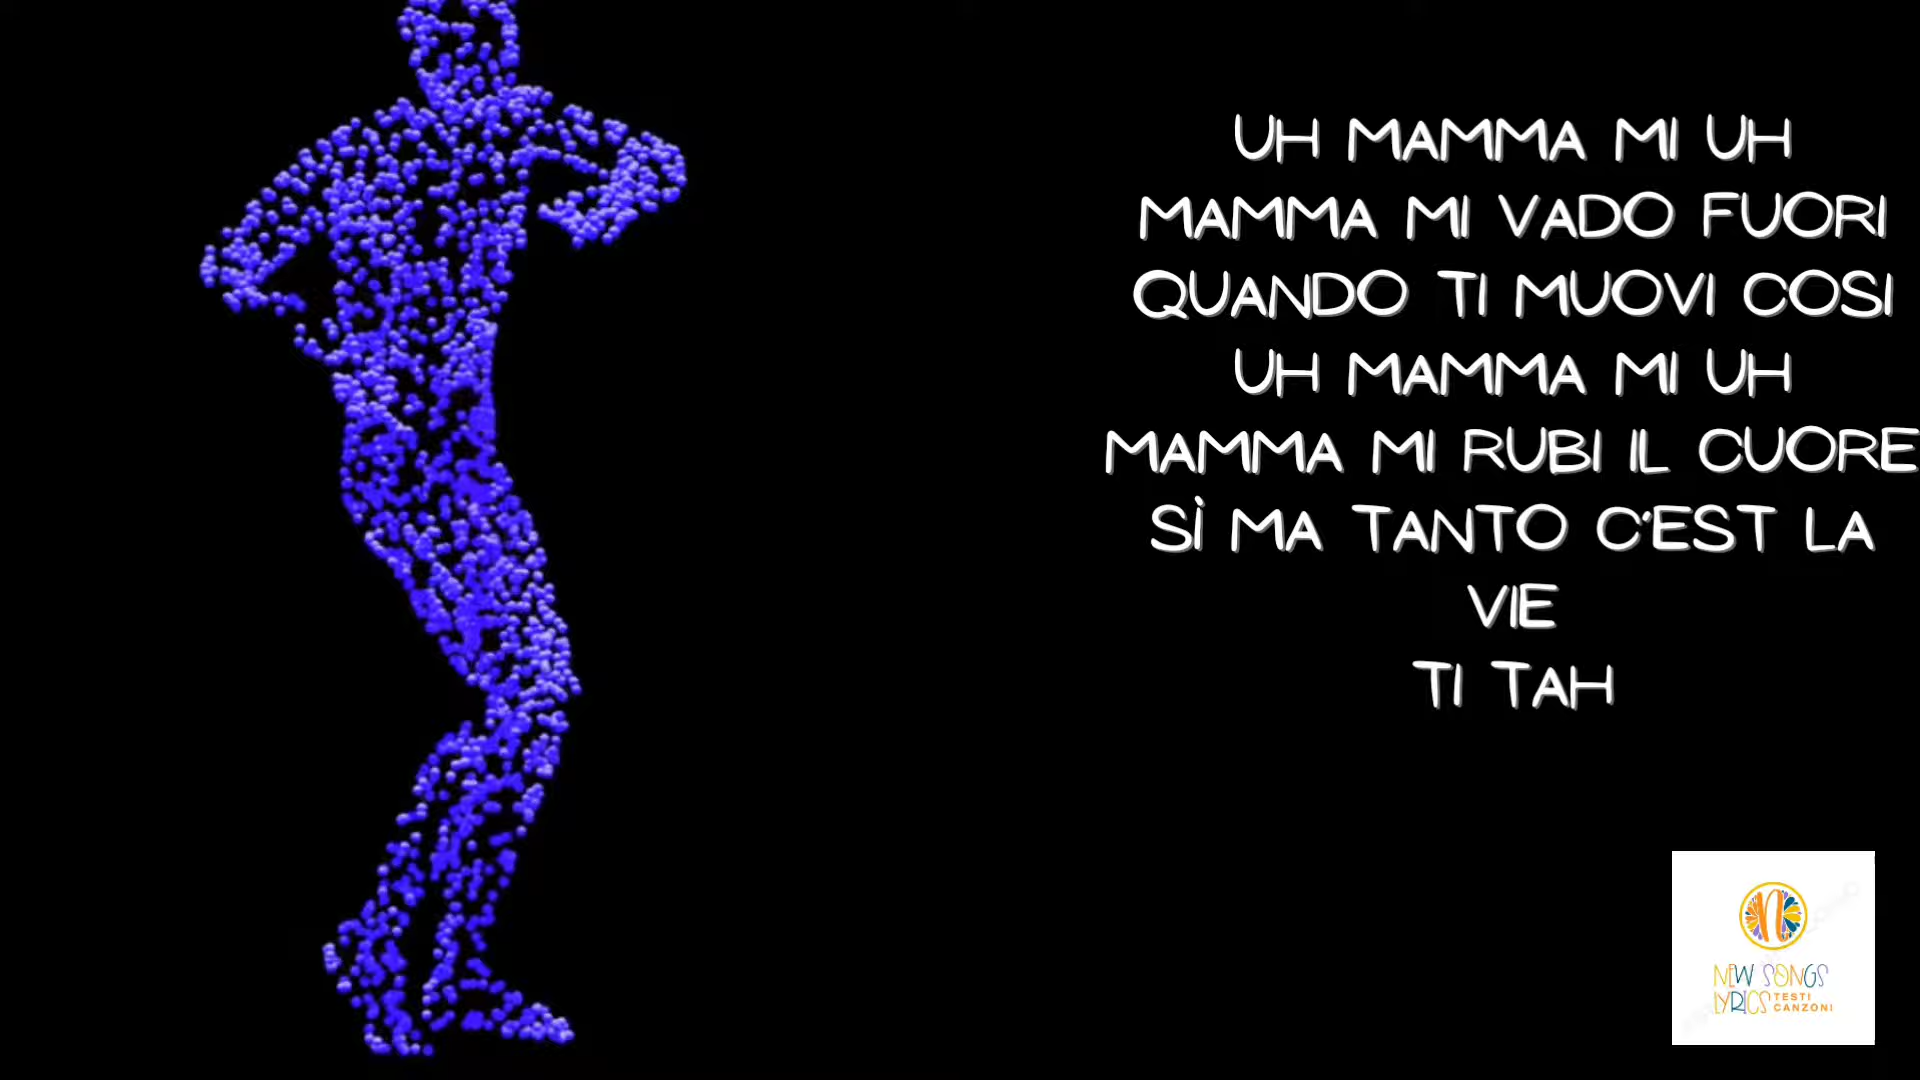 UH MAMMA MI UH
MAMMA MI VADO FUORI
QUANDO TI MUOVI COSI
UH MAMMA MI UH
MAMMA MI RUBI IL CUORE
SÌ MA TANTO C'EST LA
VIE
TI TAH
n
NEW SONGS
LYRICS TESTI
CANZONI